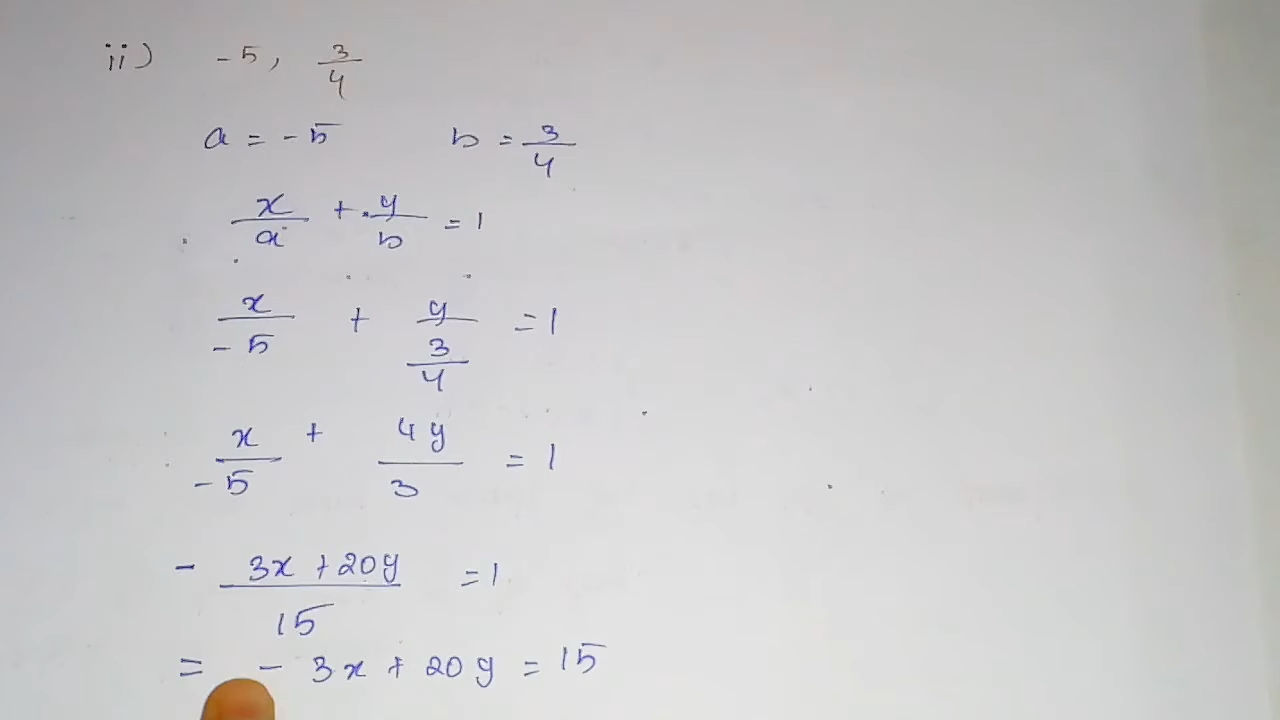 ii) -5, 3/4
a = -5 b = 3/4
x/a + y/b = 1
x/-5 + y/(3/4) = 1
x/-5 + 4y/3 = 1
- 3x + 20y/15 = 1
= - 3x + 20y = 15